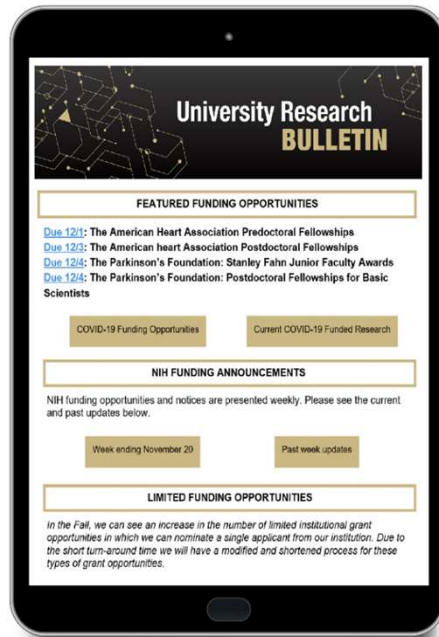 University Research
BULLETIN
FEATURED FUNDING OPPORTUNITIES
Due 12/1: The American Heart Association Predoctoral Fellowships
Due 12/3: The American heart Association Postdoctoral Fellowships
Due 12/4: The Parkinson's Foundation: Stanley Fahn Junior Faculty Awards
Due 12/4: The Parkinson's Foundation: Postdoctoral Fellowships for Basic
Scientists
COVID-19 Funding Opportunities
Current COVID-19 Funded Research
NIH FUNDING ANNOUNCEMENTS
NIH funding opportunities and notices are presented weekly. Please see the current
and past updates below.
Week ending November 20
Past week updates
LIMITED FUNDING OPPORTUNITIES
In the Fall, we can see an increase in the number of limited institutional grant
opportunities in which we can nominate a single applicant from our institution. Due to
the short turn-around time we will have a modified and shortened process for these
types of grant opportunities.